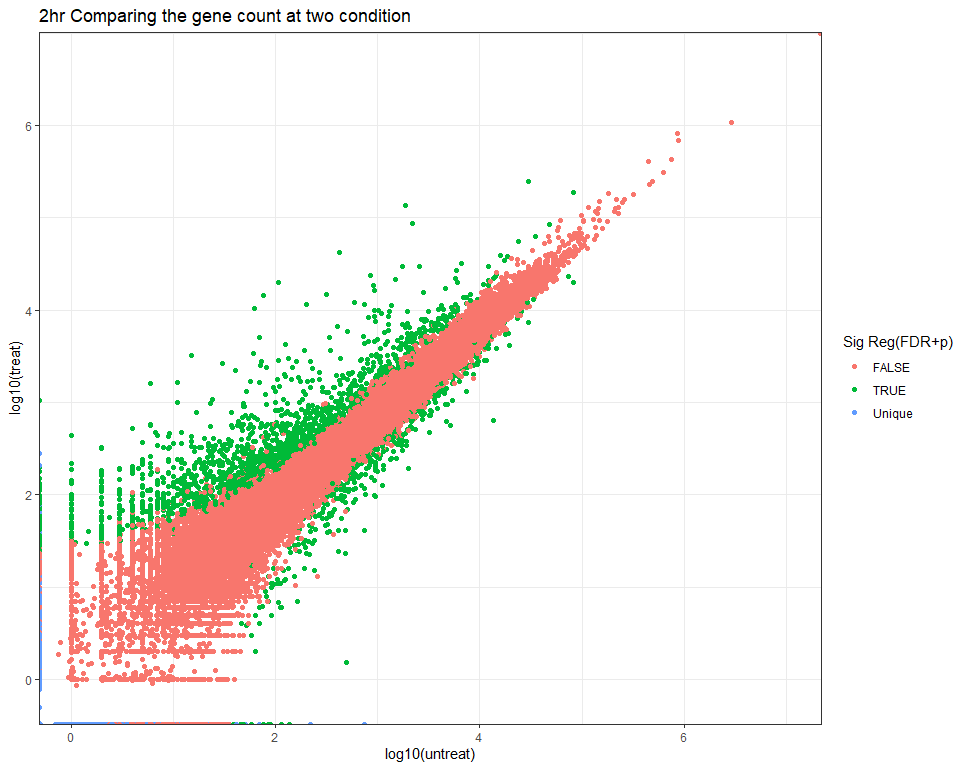 2hr Comparing the gene count at two condition
6
4
2
0
log10(treat)
0
2
4
6
log10(untreat)
Sig Reg(FDR+p)
FALSE
TRUE
Unique